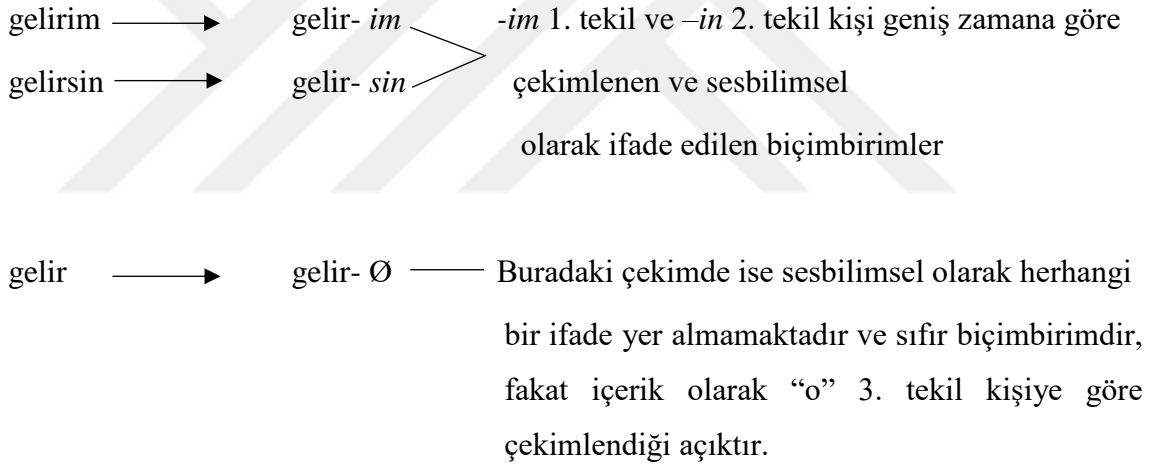 gelirim gelir- im -im 1. tekil ve –in 2. tekil kişi geniş zamana göre
gelirsin gelir- sin çekimlenen ve sesbilimsel
olarak ifade edilen biçimbirimler
gelir gelir- Ø Buradaki çekimde ise sesbilimsel olarak herhangi
bir ifade yer almamaktadır ve sıfır biçimbirimdir,
fakat içerik olarak “o” 3. tekil kişiye göre
çekimlendiği açıktır.